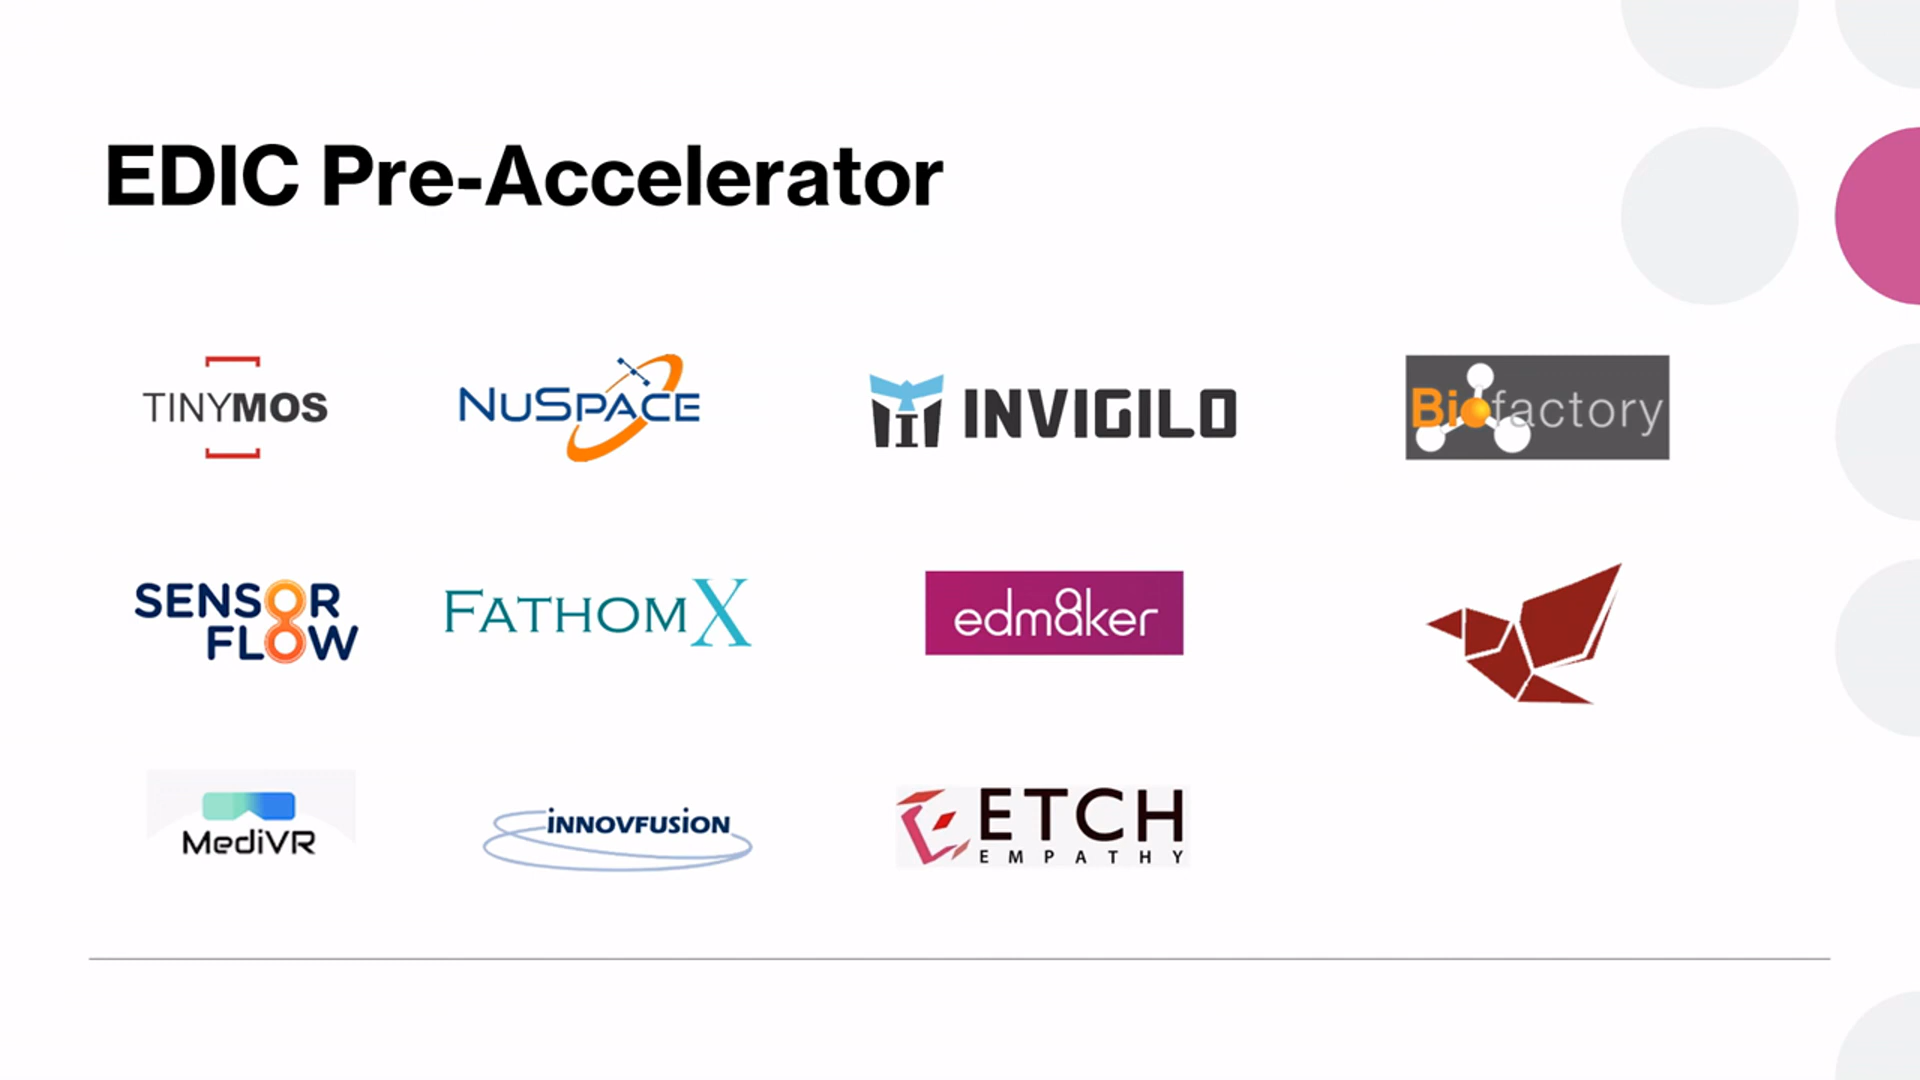 EDIC Pre-Accelerator
TINYMOS
NUSPACE
INVIGILO
Biofactory
SENSOR
FLOW
FATHOMX
edm8ker
MediVR
iNNOVFUSiON
ETCH
EMPATHY